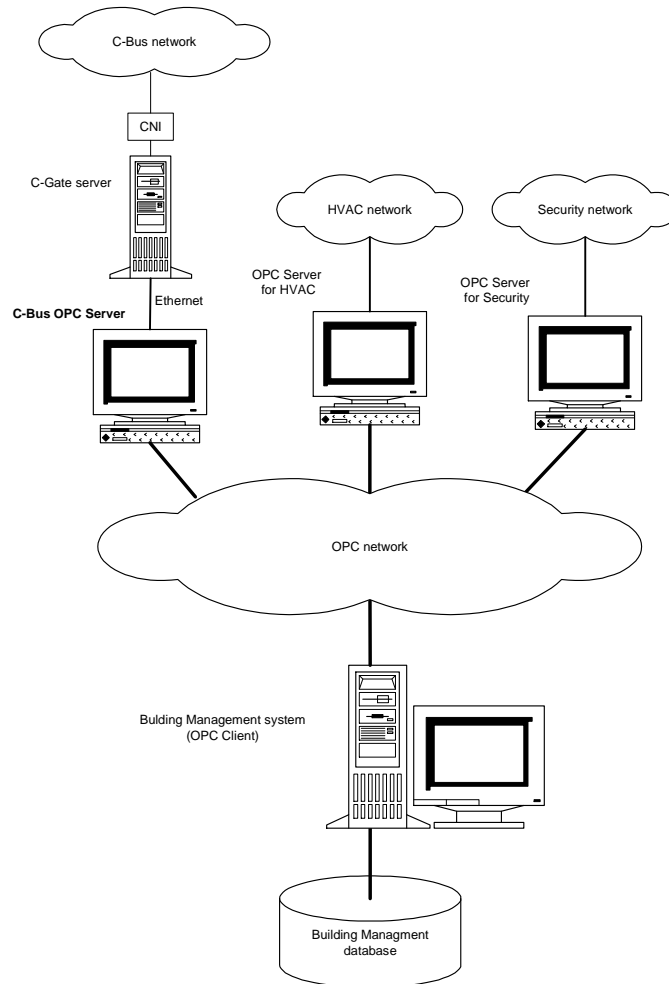 C-Bus network
CNI
C-Gate server
HVAC network
Security network
OPC Server
for HVAC
OPC Server
for Security
Ethernet
C-Bus OPC Server
OPC network
Bulding Management system
(OPC Client)
Building Managment
database